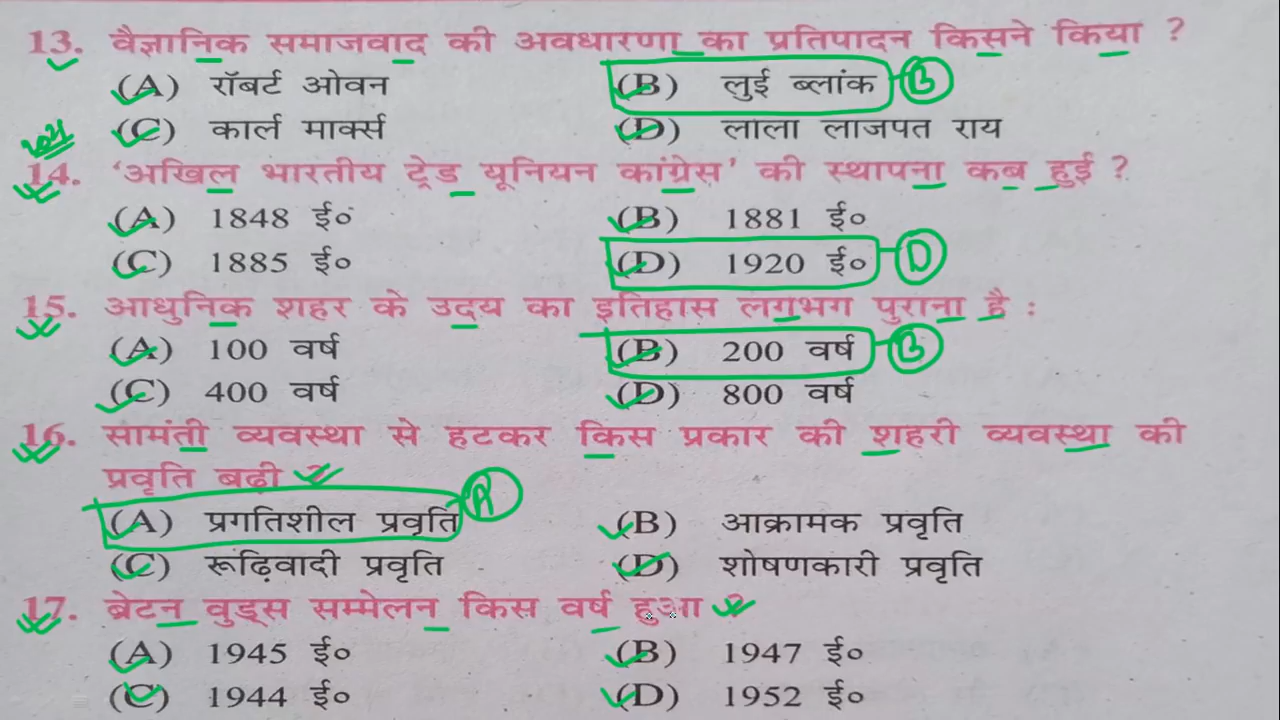 13. वैज्ञानिक समाजवाद की अवधारणा का प्रतिपादन किसने किया ?
(A) रॉबर्ट ओवन (B) लुई ब्लांक B
(C) कार्ल मार्क्स (D) लाला लाजपत राय
14. ‘अखिल भारतीय ट्रेड यूनियन कांग्रेस’ की स्थापना कब हुई ?
(A) 1848 ई० (B) 1881 ई०
(C) 1885 ई० (D) 1920 ई० D
15. आधुनिक शहर के उदय का इतिहास लगभग पुराना है :
(A) 100 वर्ष (B) 200 वर्ष B
(C) 400 वर्ष (D) 800 वर्ष
16. सामंती व्यवस्था से हटकर किस प्रकार की शहरी व्यवस्था की
प्रवृति बढ़ी ?
(A) प्रगतिशील प्रवृति A (B) आक्रामक प्रवृति
(C) रूढ़िवादी प्रवृति (D) शोषणकारी प्रवृति
17. ब्रेटन वुड्स सम्मेलन किस वर्ष हुआ ?
(A) 1945 ई० (B) 1947 ई०
(C) 1944 ई० (D) 1952 ई०